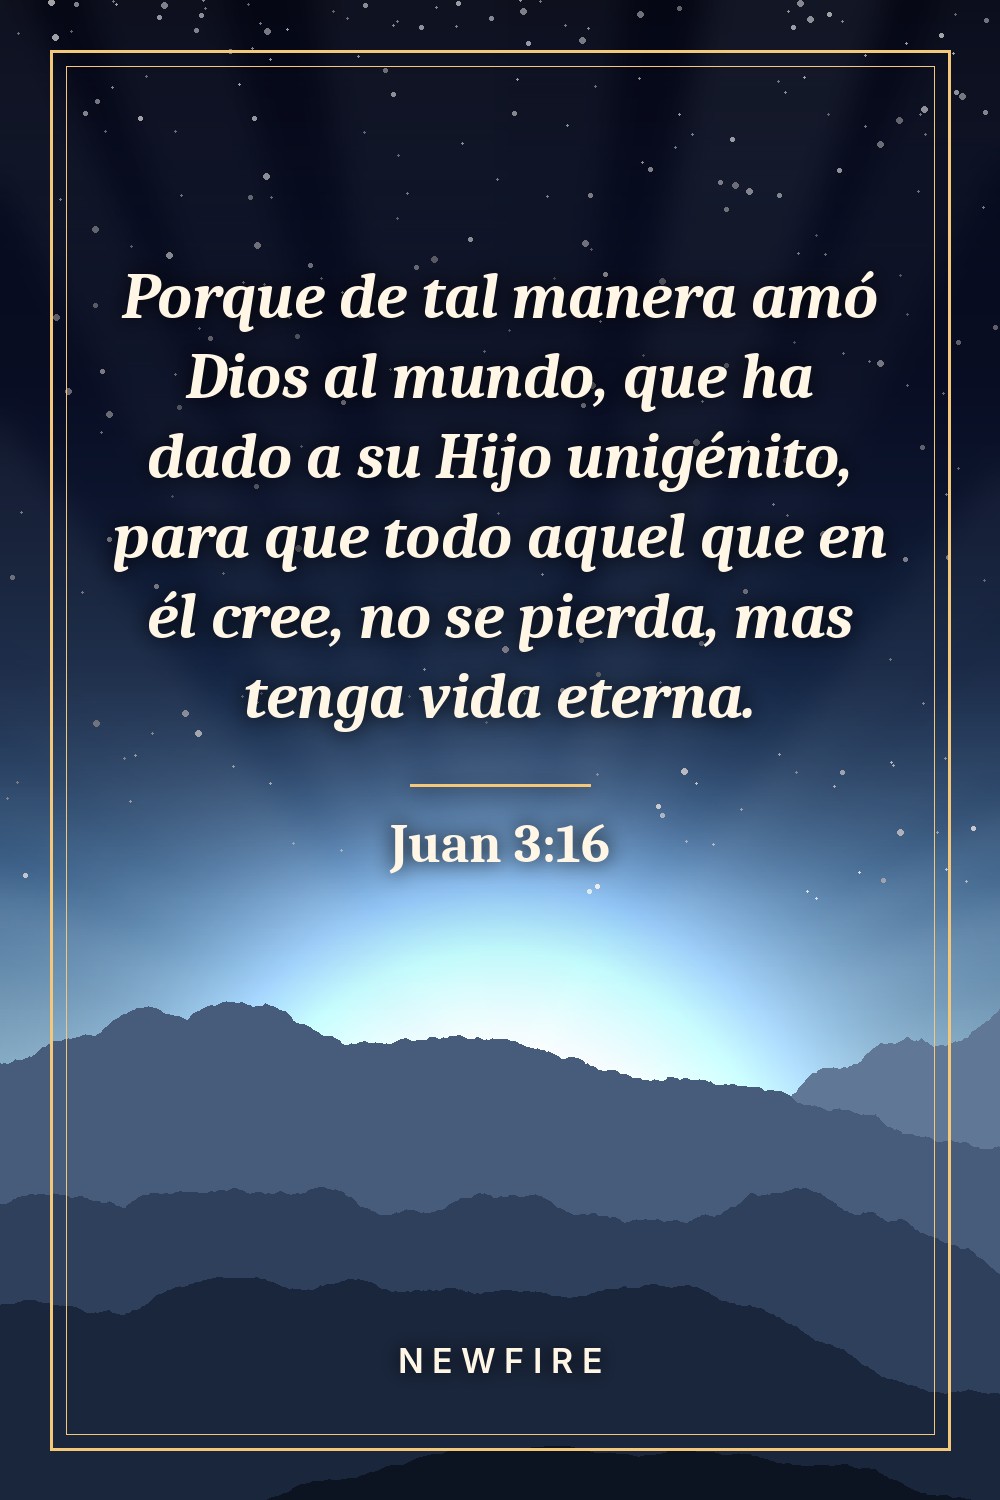 Porque de tal manera amó
Dios al mundo, que ha
dado a su Hijo unigénito,
para que todo aquel que en
él cree, no se pierda, mas
tenga vida eterna.
Juan 3:16
NEWFIRE